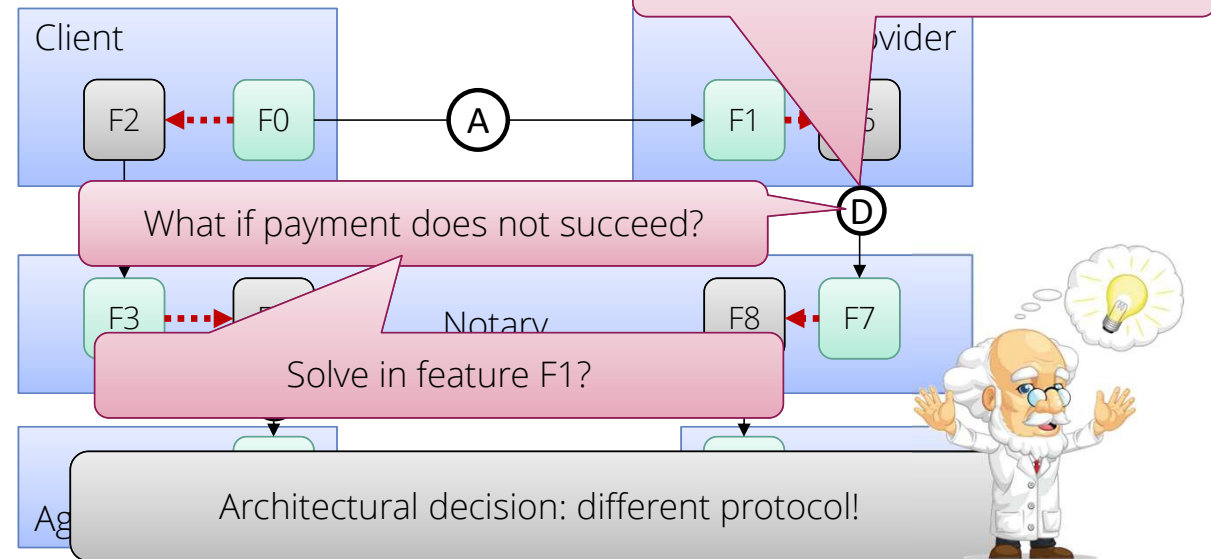 Client
ovider
F2
F0
A
F1
What if payment does not succeed?
D
F3
Notary
F8
F7
Solve in feature F1?
Ag
Architectural decision: different protocol!